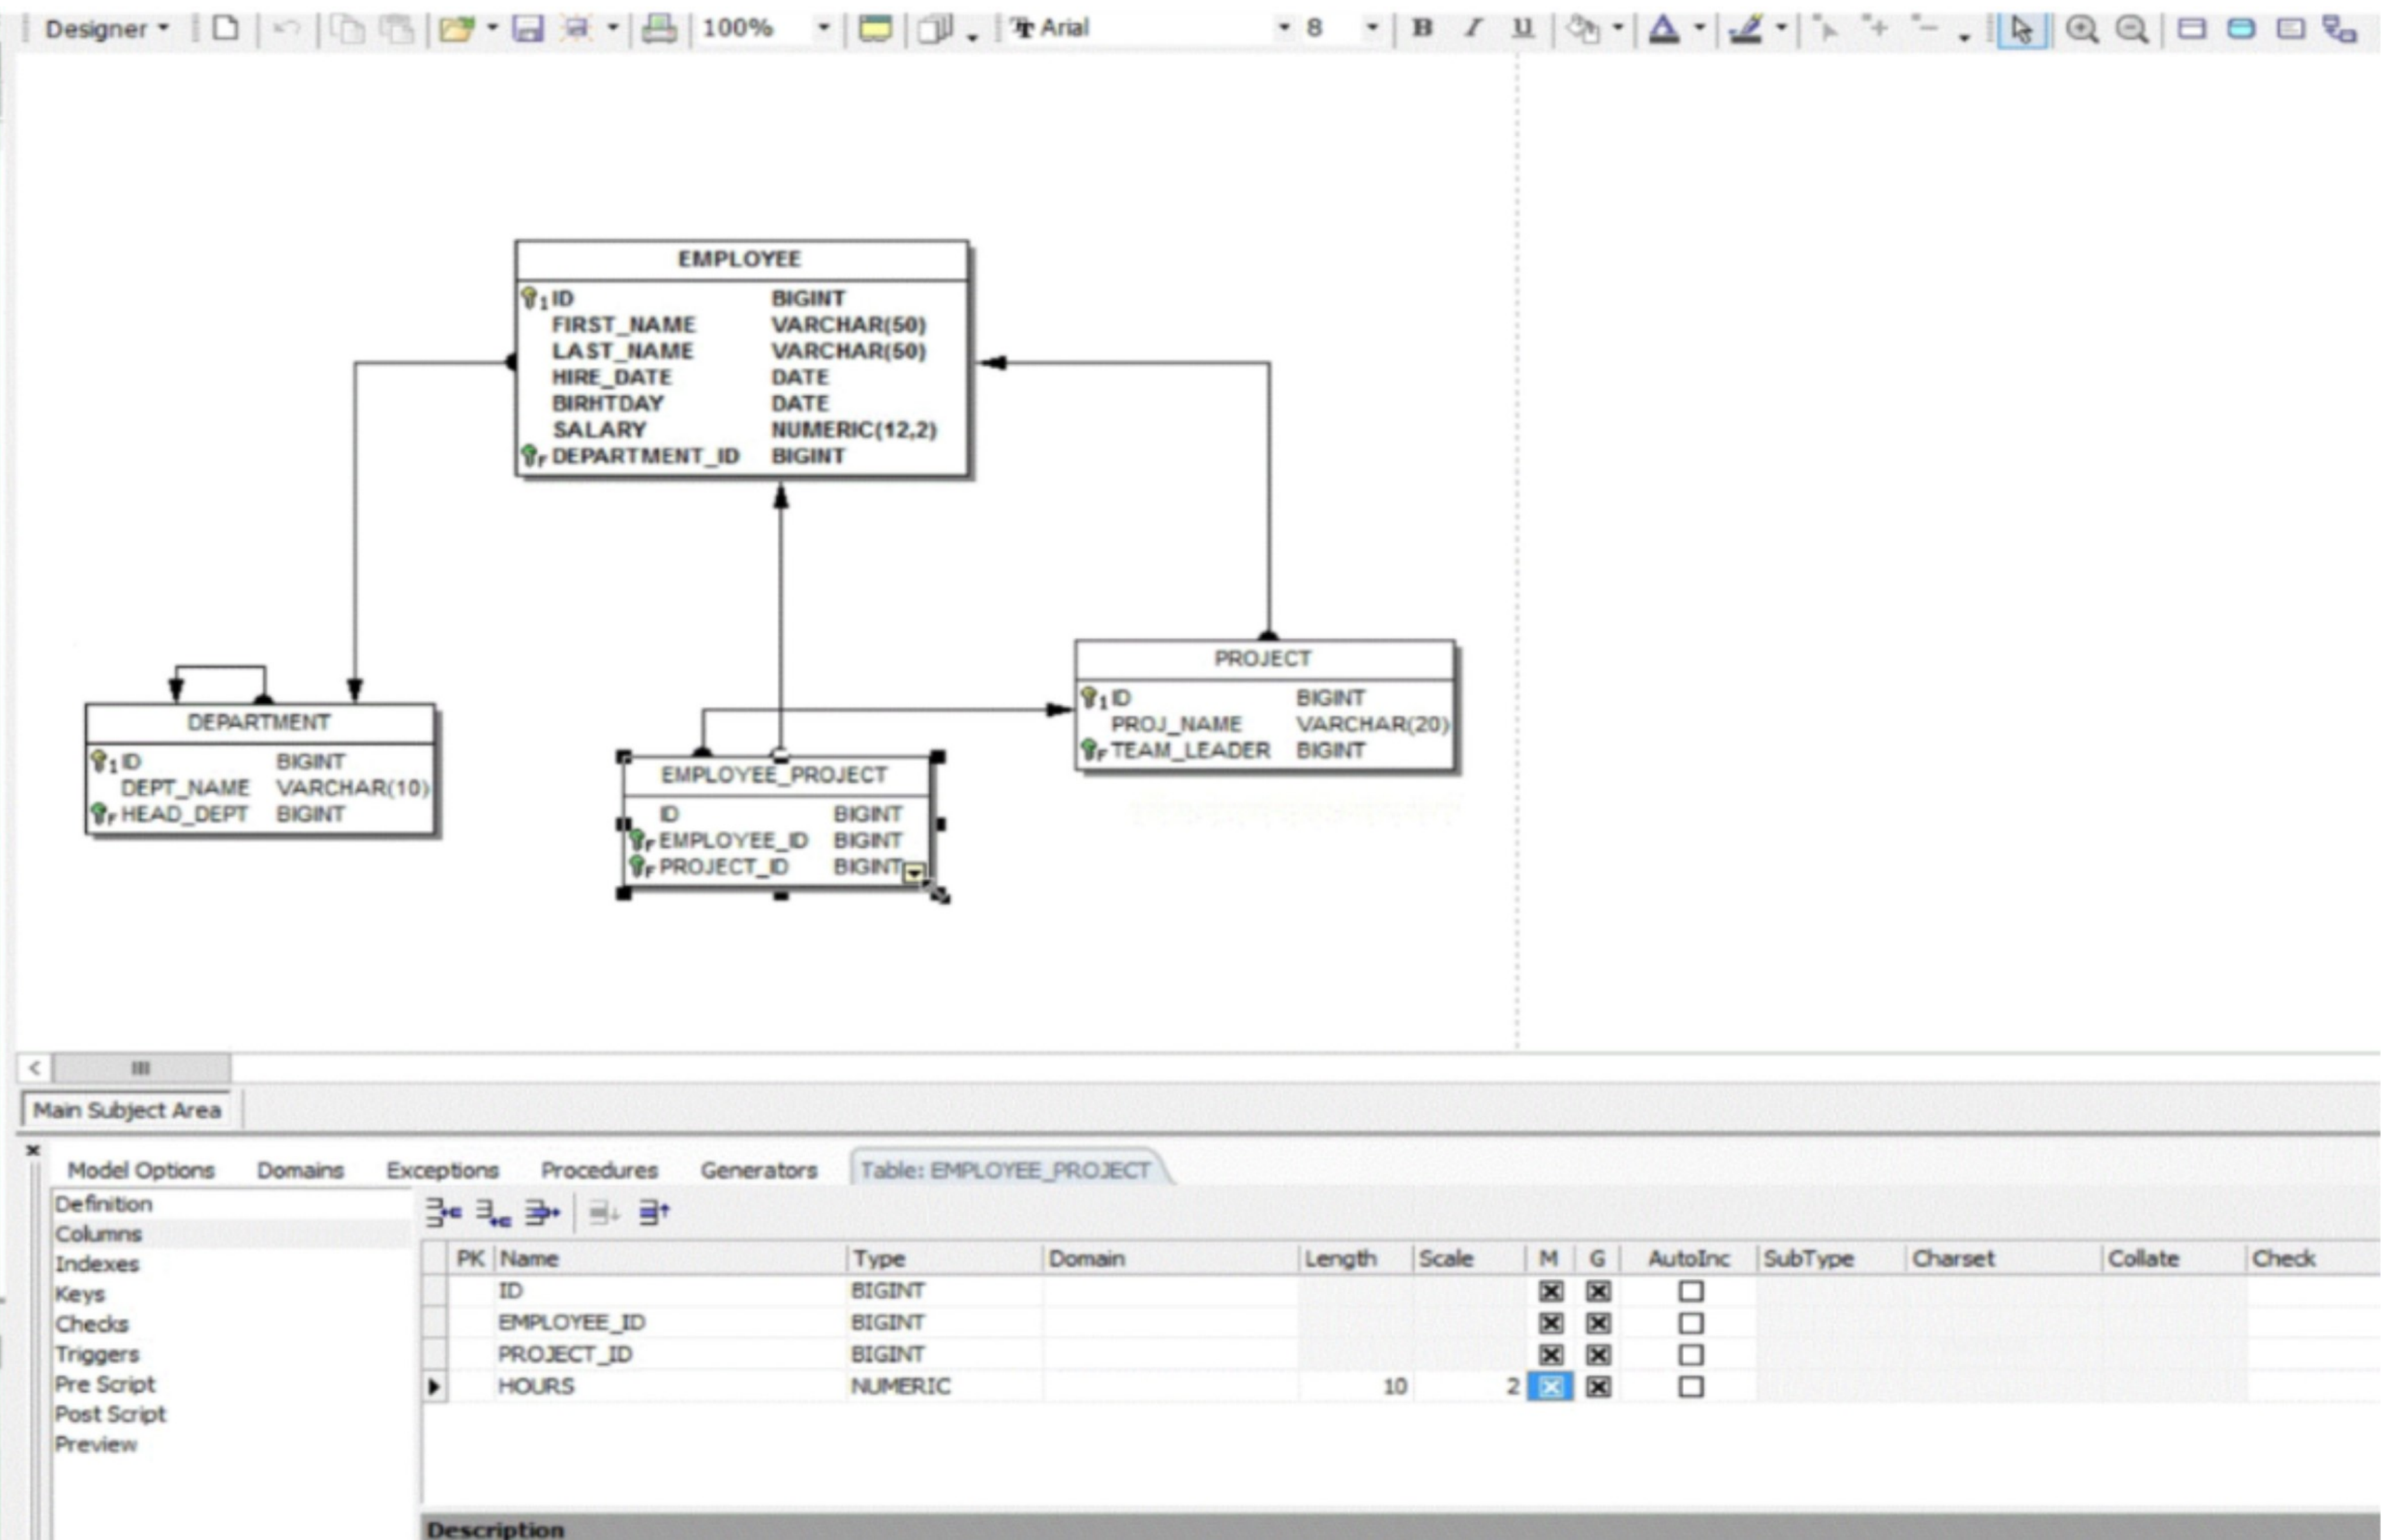 Designer 100% Arial 8 B I U
EMPLOYEE
1 ID BIGINT
FIRST_NAME VARCHAR(50)
LAST_NAME VARCHAR(50)
HIRE_DATE DATE
BIRHTDAY DATE
SALARY NUMERIC(12,2)
F DEPARTMENT_ID BIGINT
DEPARTMENT
1 ID BIGINT
DEPT_NAME VARCHAR(10)
F HEAD_DEPT BIGINT
EMPLOYEE_PROJECT
ID BIGINT
F EMPLOYEE_ID BIGINT
F PROJECT_ID BIGINT
PROJECT
1 ID BIGINT
PROJ_NAME VARCHAR(20)
F TEAM_LEADER BIGINT
Main Subject Area
Model Options Domains Exceptions Procedures Generators Table: EMPLOYEE_PROJECT
Definition
Columns
Indexes
Keys
Checks
Triggers
Pre Script
Post Script
Preview
PK Name Type Domain Length Scale M G AutoInc SubType Charset Collate Check
ID BIGINT
EMPLOYEE_ID BIGINT
PROJECT_ID BIGINT
HOURS NUMERIC 10 2
Description